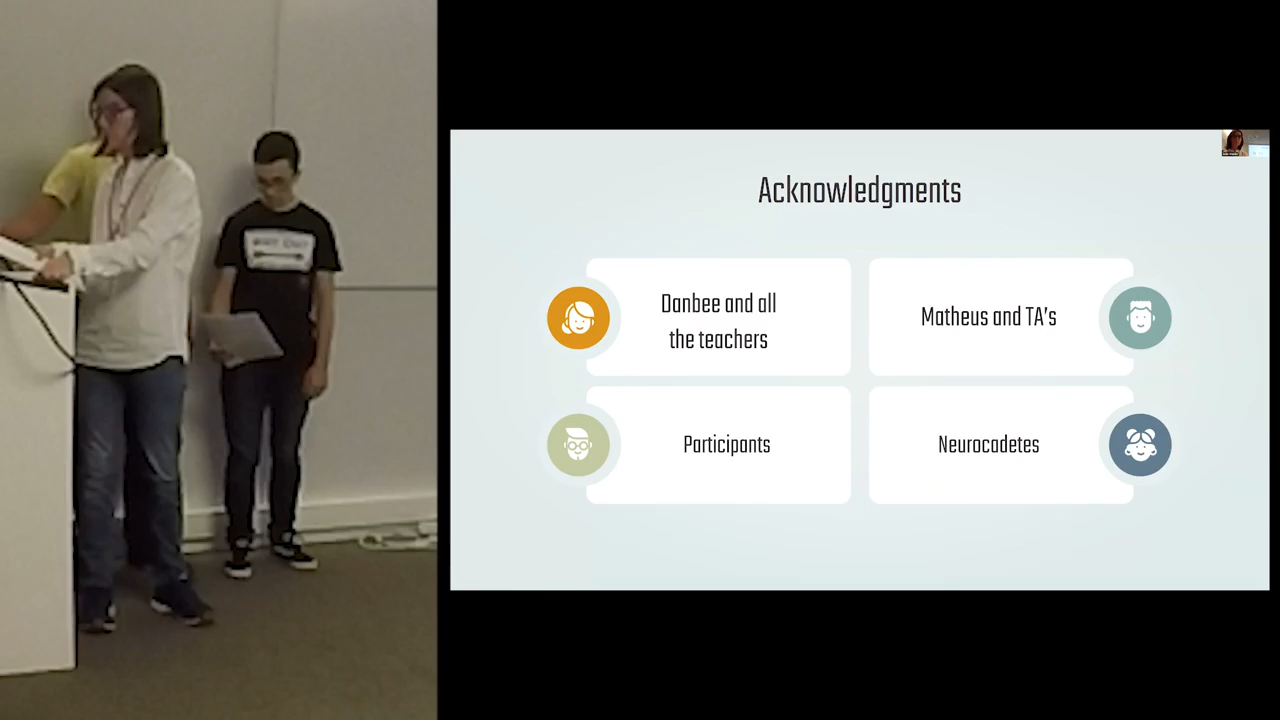 Acknowledgments
Danbee and all
the teachers
Matheus and TA's
Participants
Neurocadetes